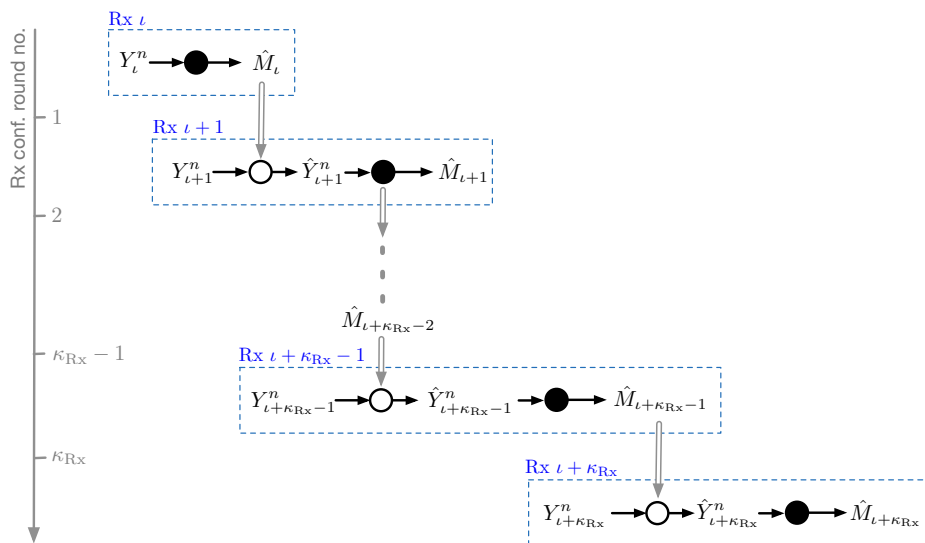 Rx conf. round no.
Rx ι
Y_ι^n M̂_ι
1
Rx ι + 1
Y_{ι+1}^n Ŷ_{ι+1}^n M̂_{ι+1}
2
M̂_{ι+κ_Rx−2}
κ_Rx − 1
Rx ι + κ_Rx − 1
Y_{ι+κ_Rx−1}^n Ŷ_{ι+κ_Rx−1}^n M̂_{ι+κ_Rx−1}
κ_Rx
Rx ι + κ_Rx
Y_{ι+κ_Rx}^n Ŷ_{ι+κ_Rx}^n M̂_{ι+κ_Rx}